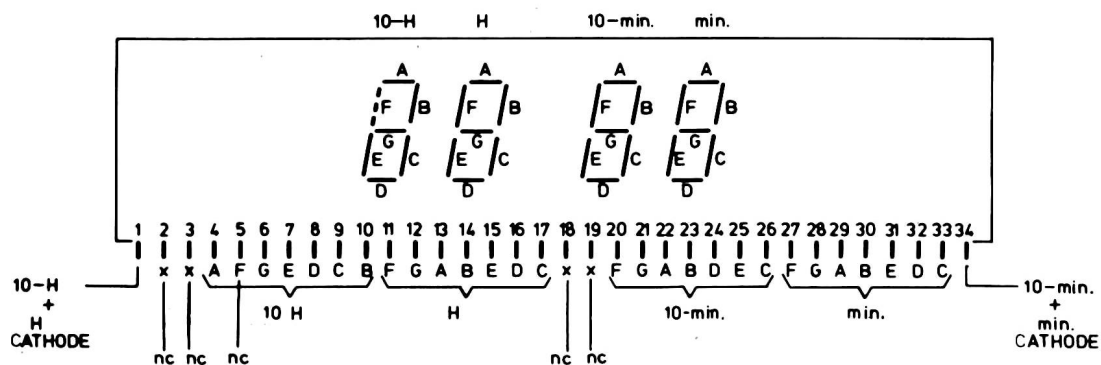 10-H H 10-min. min.
A A A A
F B F B F B F B
G G G G
E C E C E C E C
D D D D
1 2 3 4 5 6 7 8 9 10 11 12 13 14 15 16 17 18 19 20 21 22 23 24 25 26 27 28 29 30 31 32 33 34
x x A F G E D C B F G A B E D C x x F G A B D E C F G A B E D C
10-H
+
H
CATHODE
10 H H 10-min. min.
10-min.
+
min.
CATHODE
nc nc nc nc nc